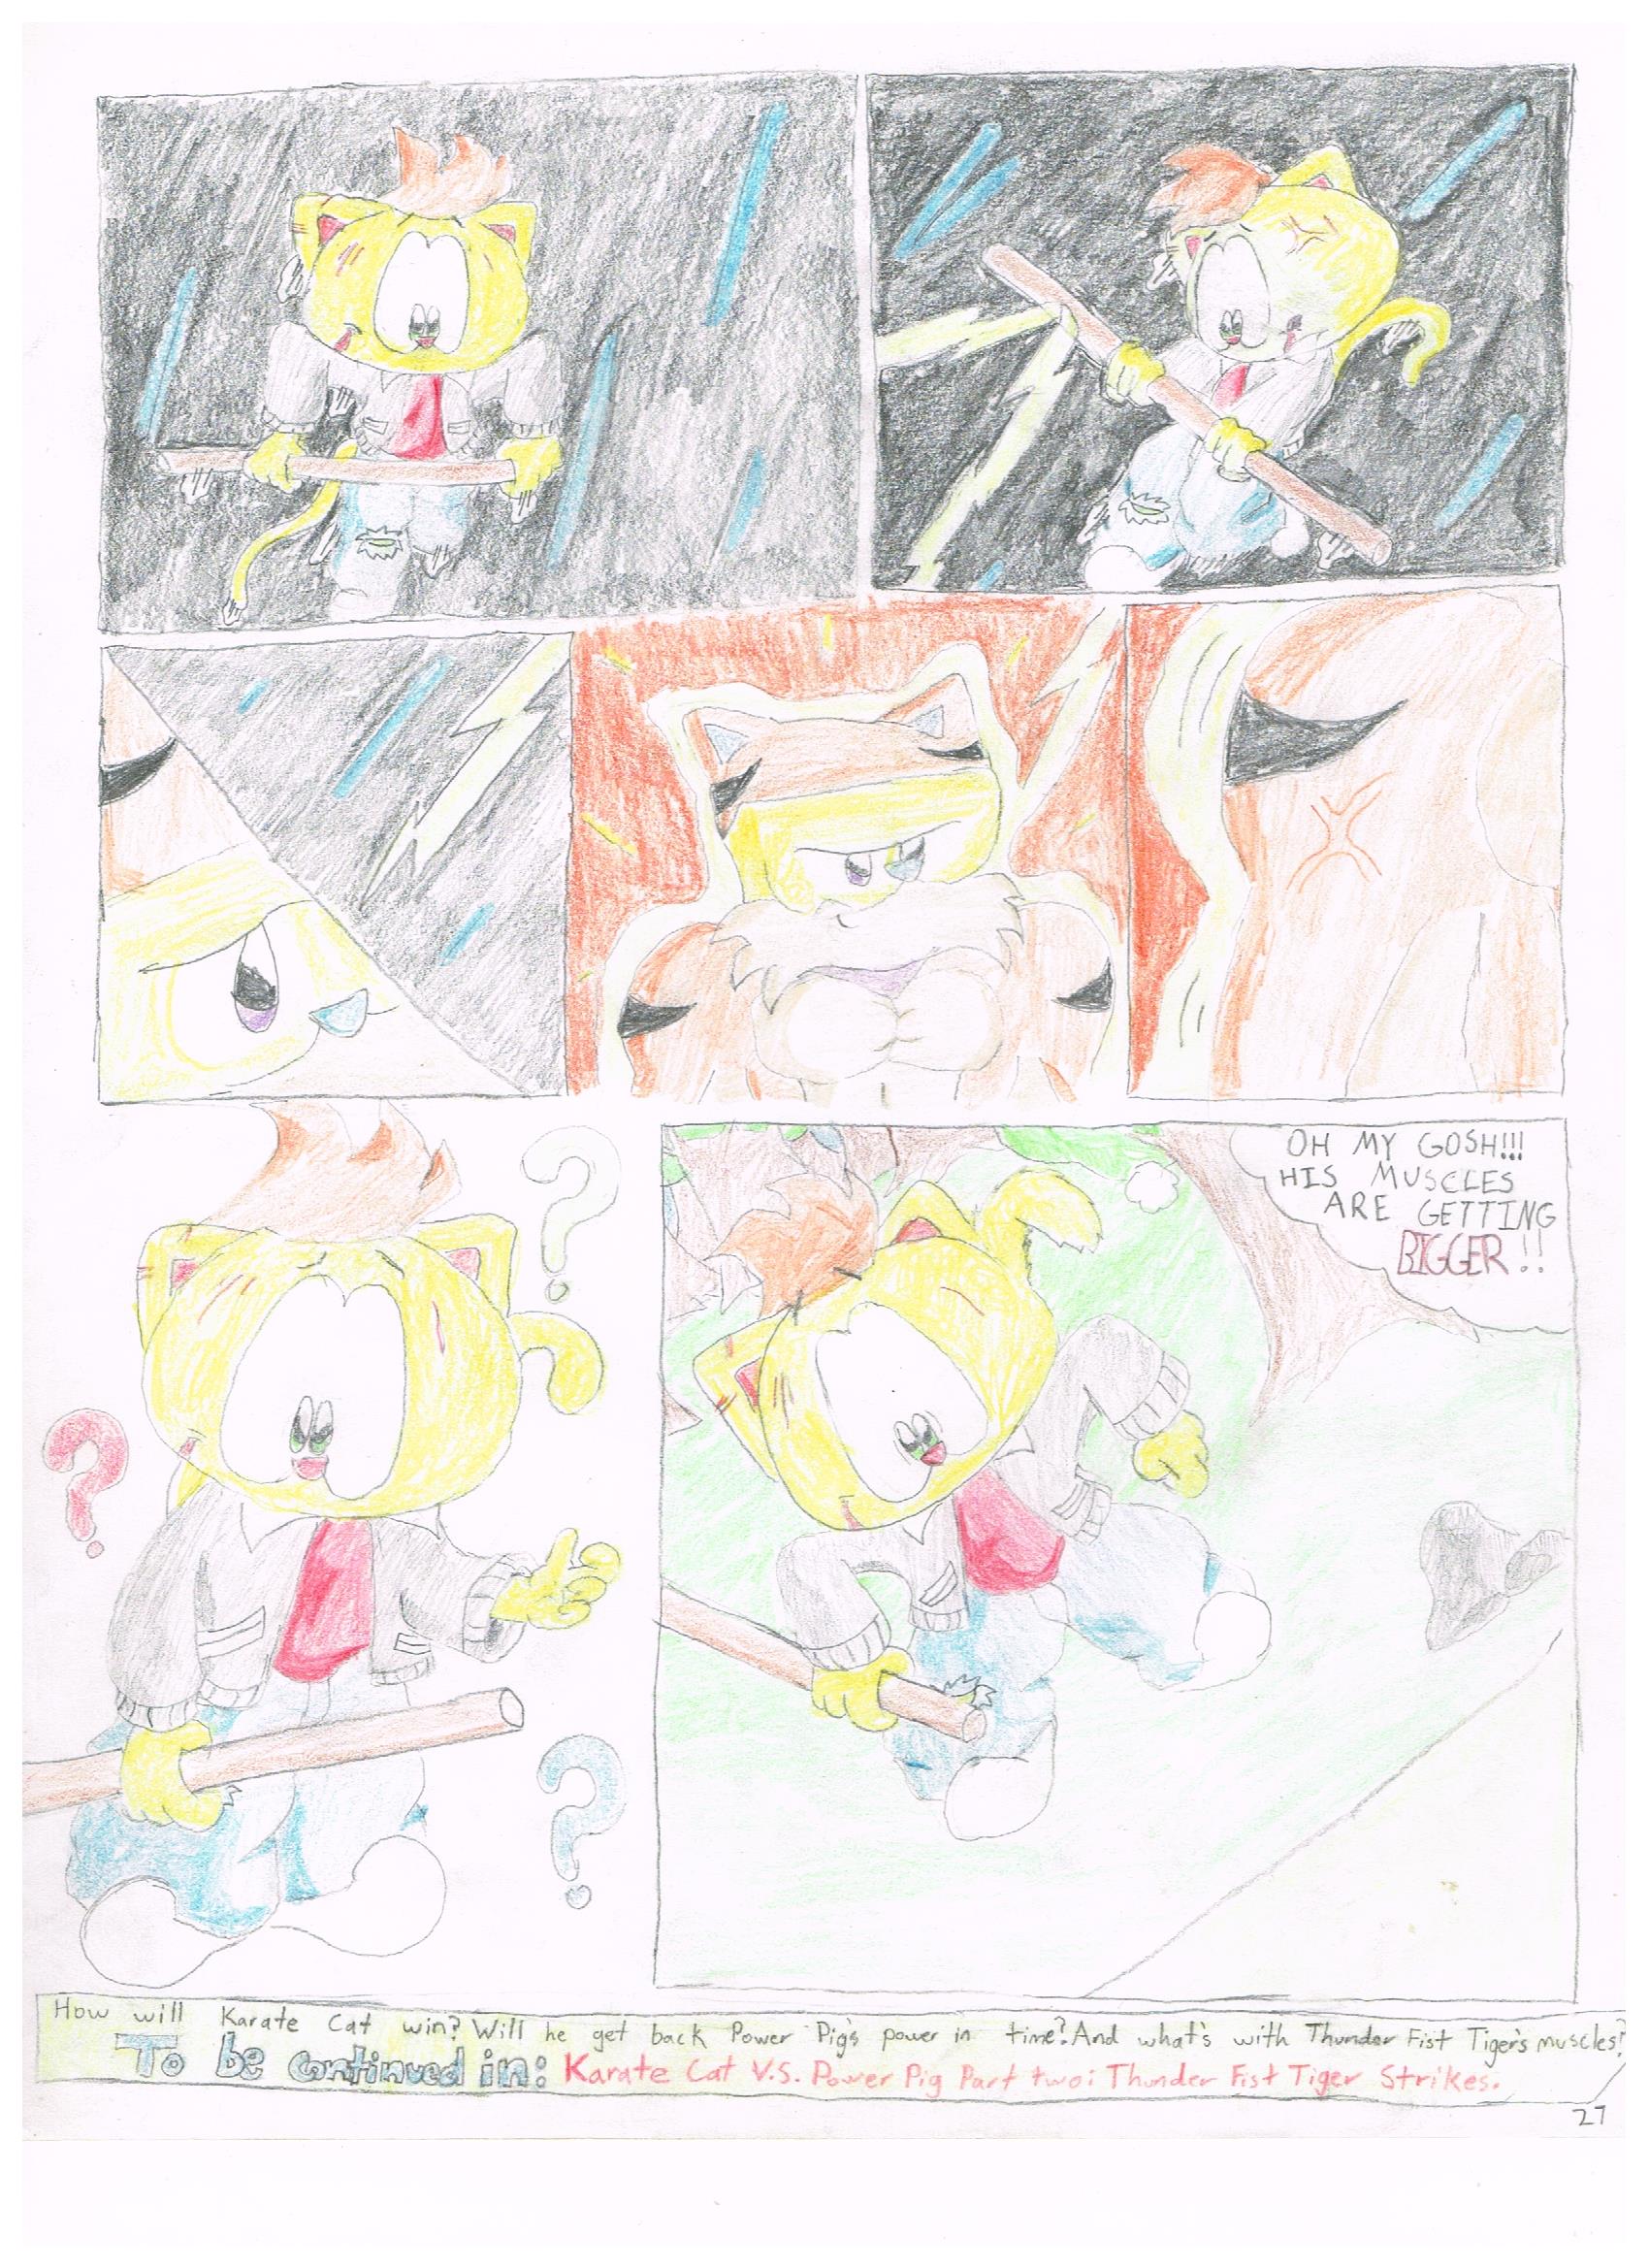 OH MY GOSH!!!
HIS MUSCLES
ARE GETTING
BIGGER!!
How will Karate Cat win? Will he get back Power Pig's power in time? And what's with Thunder Fist Tiger's muscles?
To be continued in: Karate Cat V.S. Power Pig Part two: Thunder Fist Tiger Strikes.
27